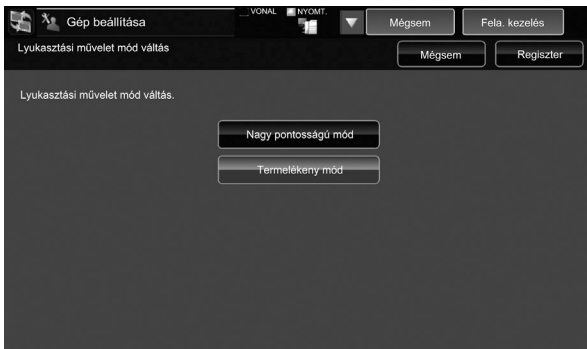 VONAL NYOMT.
Gép beállítása Mégsem Fela. kezelés
Lyukasztási művelet mód váltás Mégsem Regiszter
Lyukasztási művelet mód váltás.
Nagy pontosságú mód
Termelékeny mód